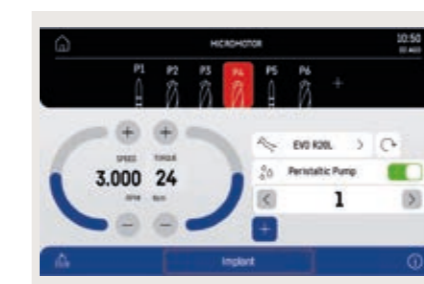 MICROMOTOR
10:50
P1 P2 P3 P4 P5 P6 +
+ +
SPEED TORQUE
3.000 24
RPM Ncm
- -
EVO R20L >
Peristaltic Pump
< 1 >
+
Implant